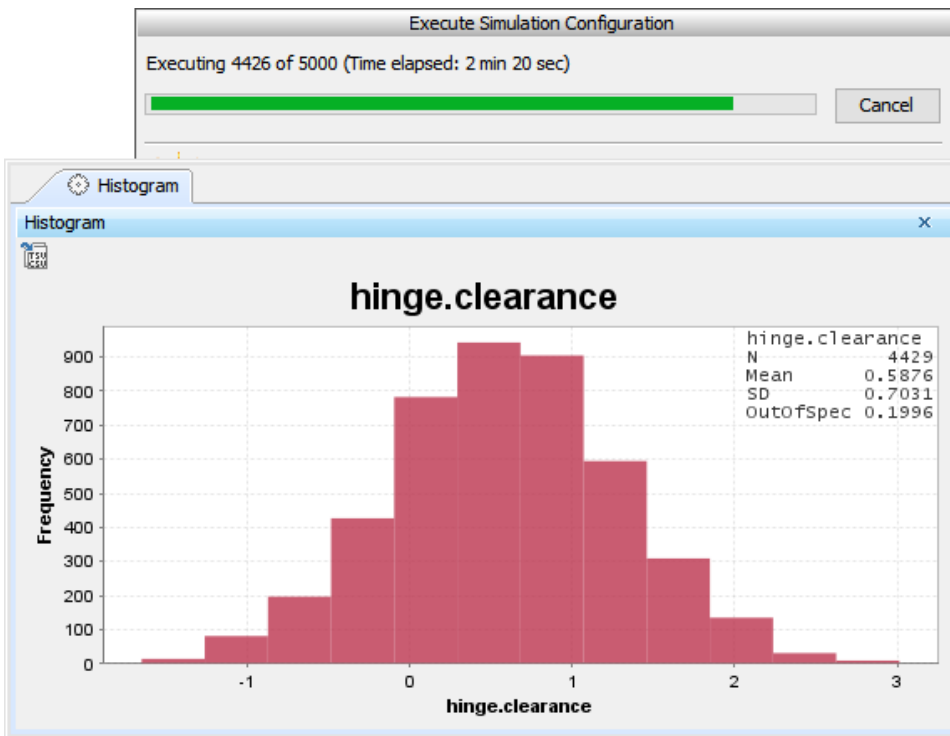 Execute Simulation Configuration
Executing 4426 of 5000 (Time elapsed: 2 min 20 sec)
Cancel
Histogram
Histogram
TSV
CSV
hinge.clearance
hinge.clearance
N 4429
Mean 0.5876
SD 0.7031
OutOfSpec 0.1996
Frequency
900
800
700
600
500
400
300
200
100
0
-1 0 1 2 3
hinge.clearance